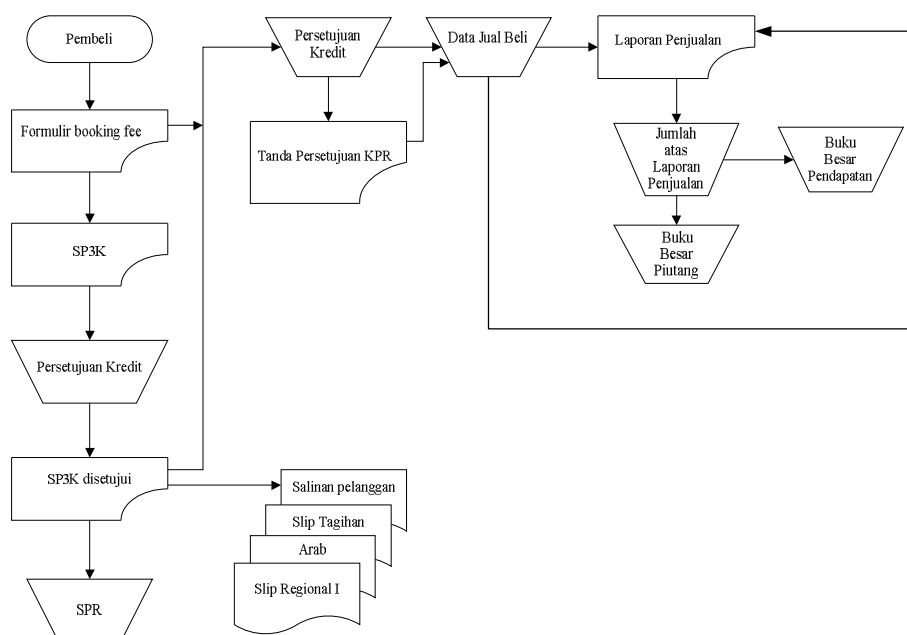 Pembeli
Formulir booking fee
SP3K
Persetujuan Kredit
SP3K disetujui
SPR
Persetujuan
Kredit
Tanda Persetujuan KPR
Data Jual Beli
Laporan Penjualan
Jumlah
atas
Laporan
Penjualan
Buku
Besar
Pendapatan
Buku
Besar
Piutang
Salinan pelanggan
Slip Tagihan
Arab
Slip Regional I